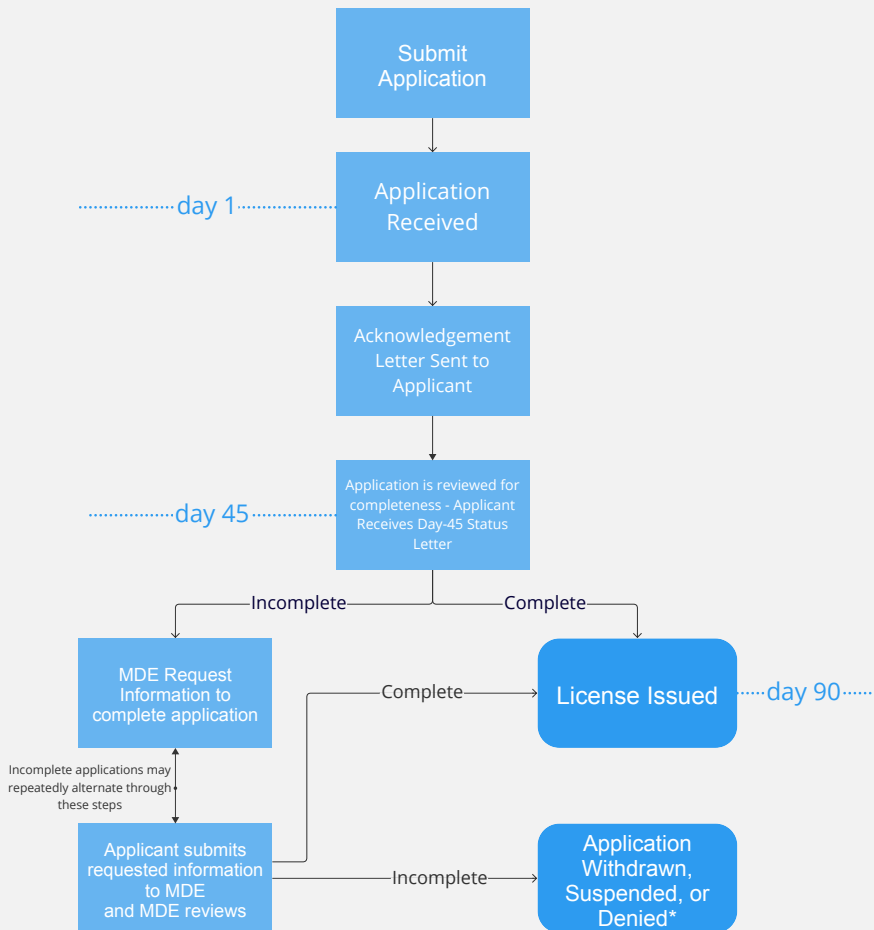 Submit
Application
day 1
Application
Received
Acknowledgement
Letter Sent to
Applicant
day 45
Application is reviewed for
completeness - Applicant
Receives Day-45 Status
Letter
Incomplete
Complete
MDE Request
Information to
complete application
Complete
License Issued
day 90
Incomplete applications may
repeatedly alternate through
these steps
Applicant submits
requested information
to MDE
and MDE reviews
Incomplete
Application
Withdrawn,
Suspended, or
Denied*